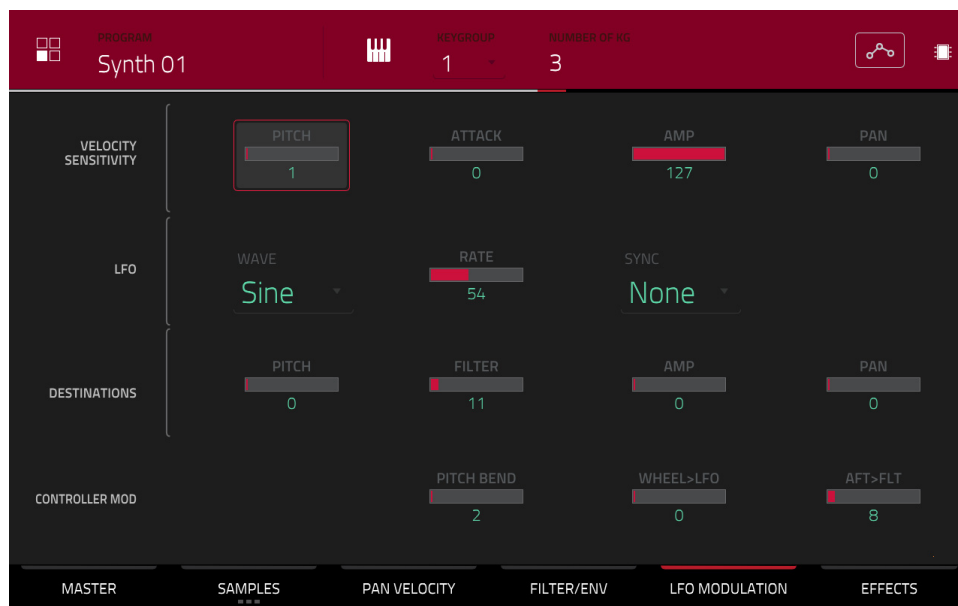 PROGRAM
Synth 01
KEYGROUP
1
NUMBER OF KG
3
VELOCITY
SENSITIVITY
PITCH
1
ATTACK
0
AMP
127
PAN
0
LFO
WAVE
Sine
RATE
54
SYNC
None
DESTINATIONS
PITCH
0
FILTER
11
AMP
0
PAN
0
CONTROLLER MOD
PITCH BEND
2
WHEEL>LFO
0
AFT>FLT
8
MASTER
SAMPLES
PAN VELOCITY
FILTER/ENV
LFO MODULATION
EFFECTS